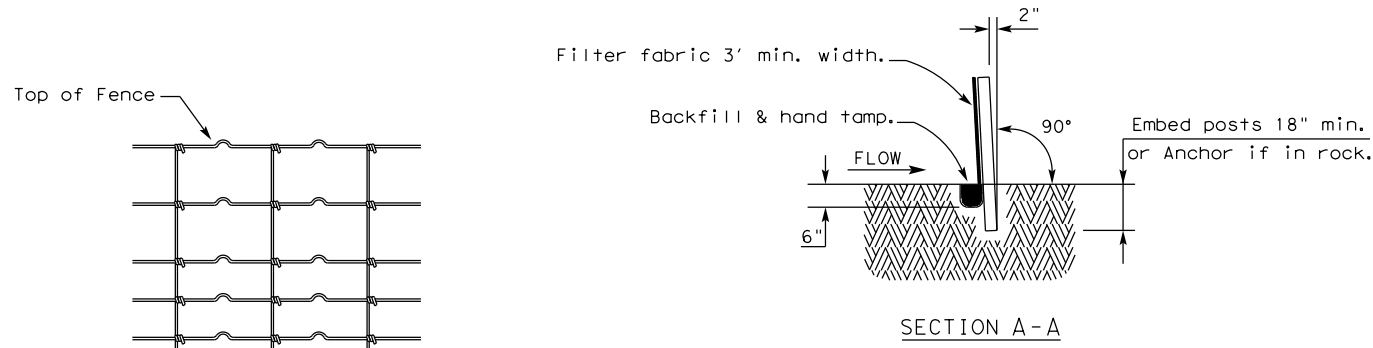 Top of Fence
Filter fabric 3' min. width.
Backfill & hand tamp.
FLOW
6"
2"
90°
Embed posts 18" min.
or Anchor if in rock.
SECTION A-A